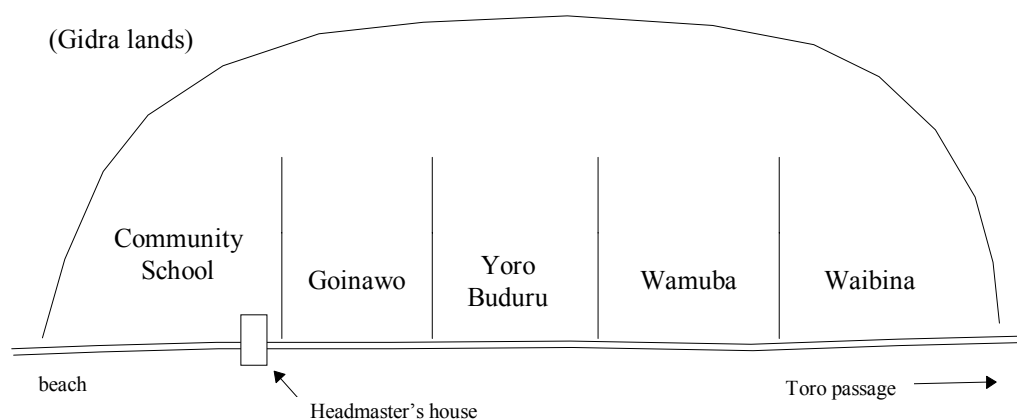 (Gidra lands)
Community
School
Goinawo
Yoro
Buduru
Wamuba
Waibina
beach
Headmaster's house
Toro passage